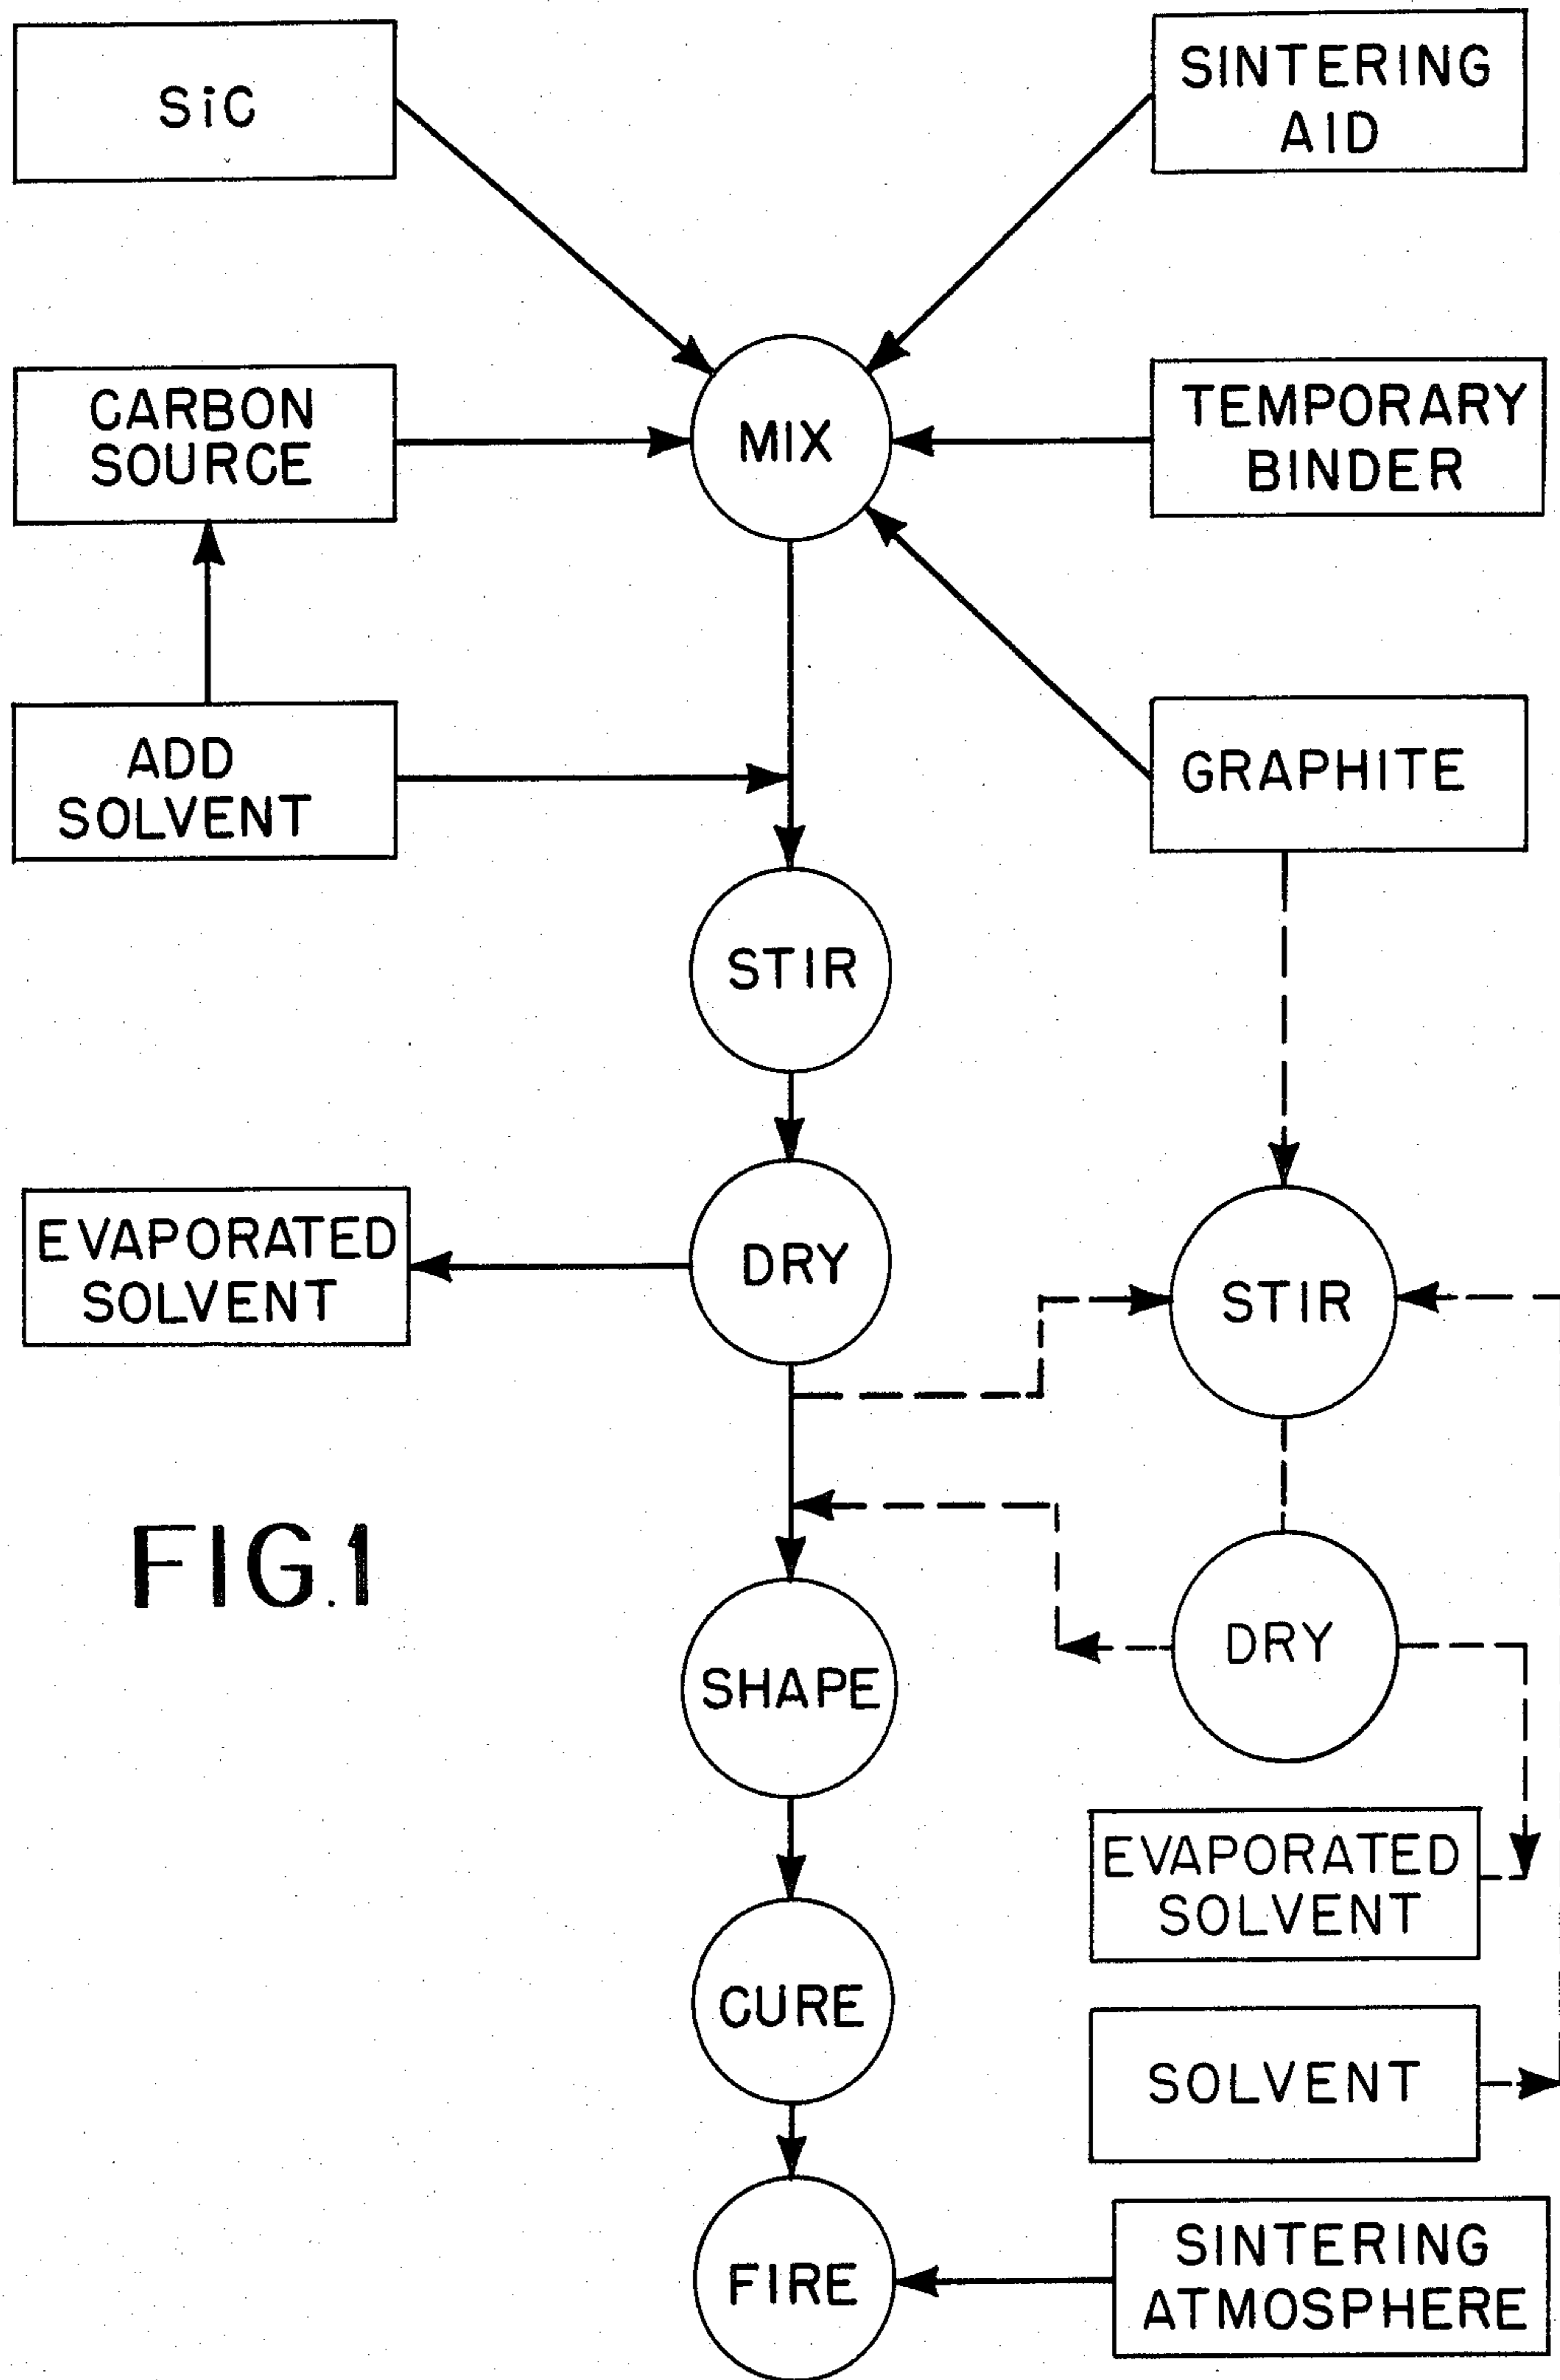 SiC
SINTERING
AID
CARBON
SOURCE
MIX
TEMPORARY
BINDER
ADD
SOLVENT
GRAPHITE
STIR
EVAPORATED
SOLVENT
DRY
STIR
FIG.1
SHAPE
DRY
EVAPORATED
SOLVENT
CURE
SOLVENT
FIRE
SINTERING
ATMOSPHERE